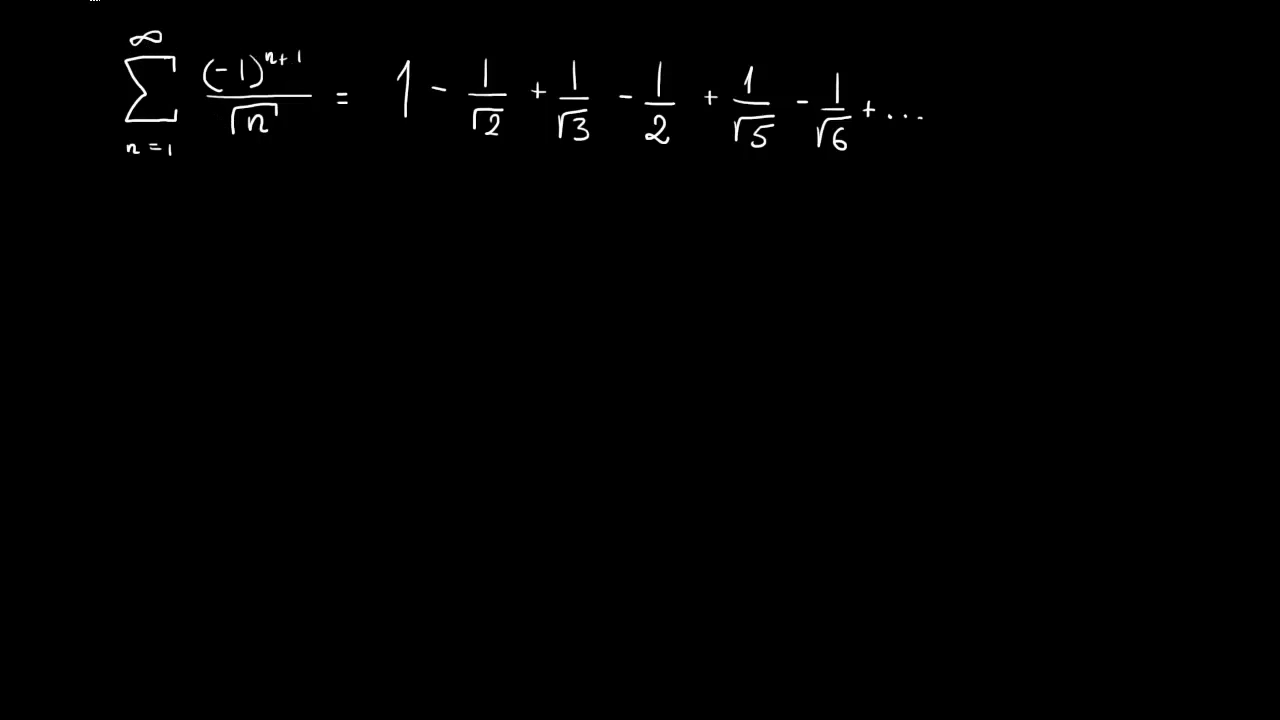 ∞∑n=1 (-1)^(n+1)/√n = 1 - 1/√2 + 1/√3 - 1/2 + 1/√5 - 1/√6 + ...